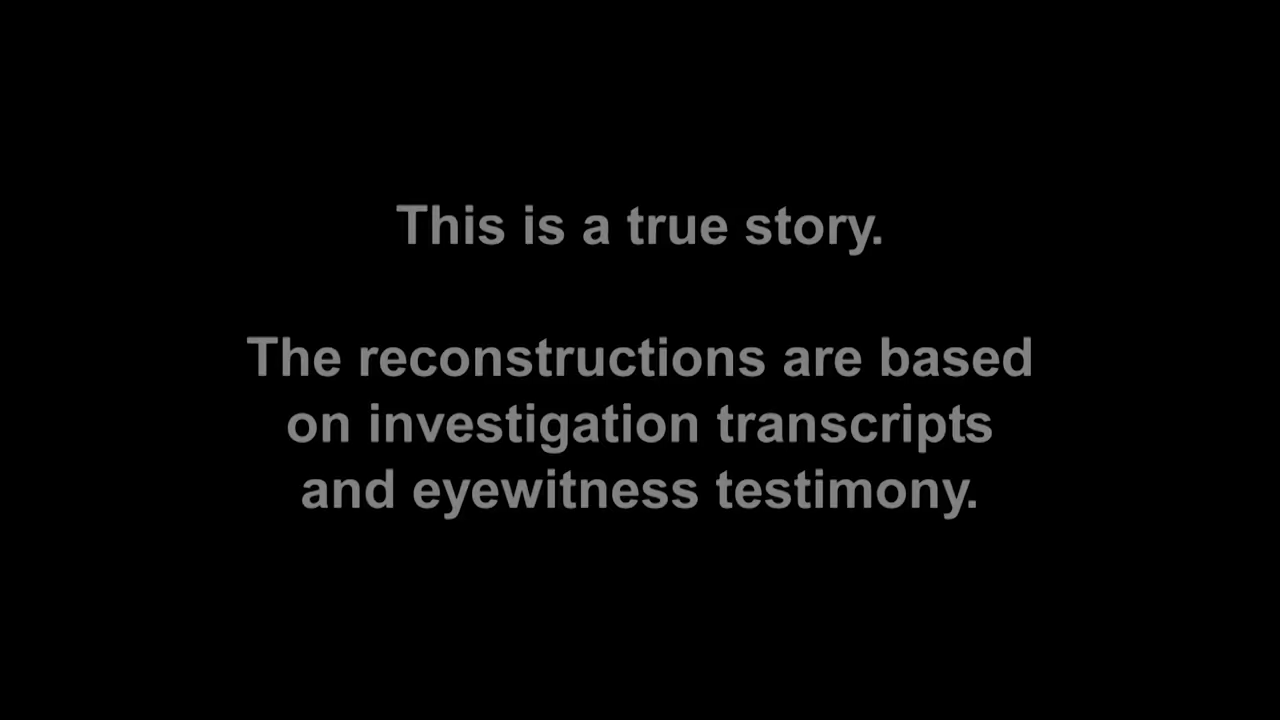 This is a true story.
The reconstructions are based
on investigation transcripts
and eyewitness testimony.